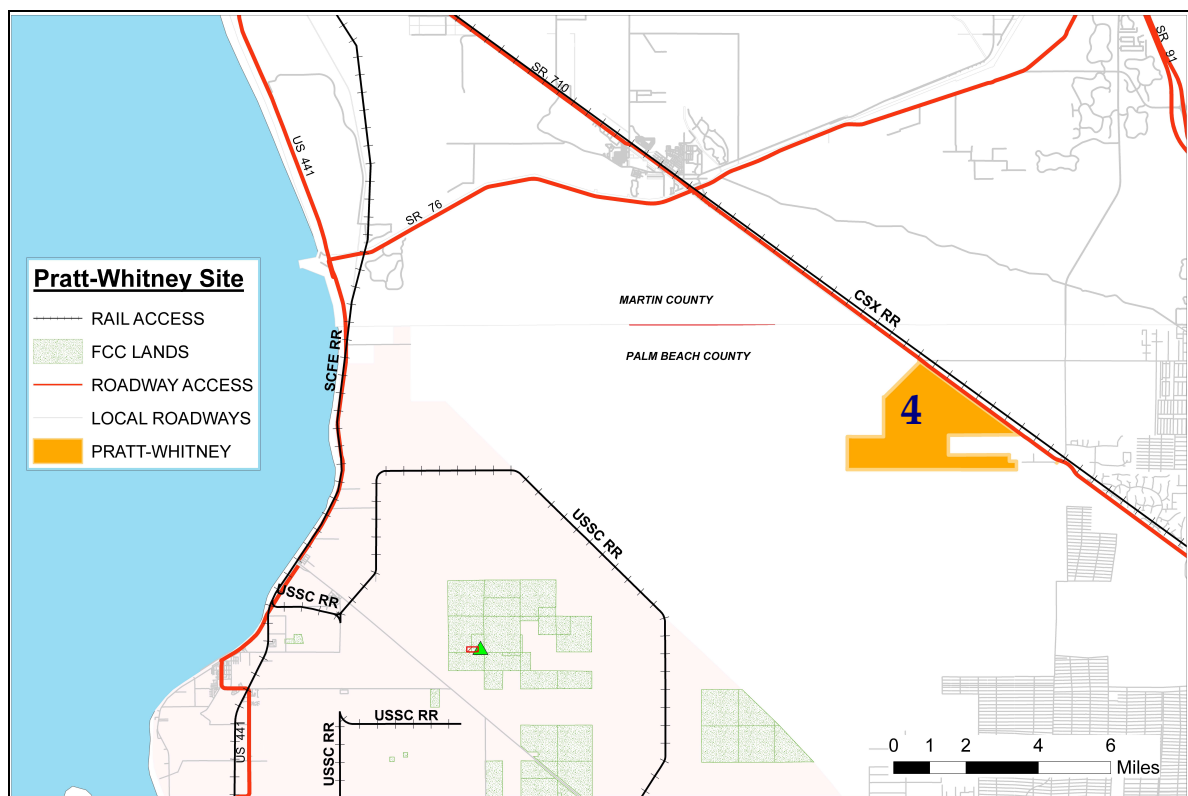 SR 710
SR 91
US 441
SR 76
Pratt-Whitney Site
RAIL ACCESS
FCC LANDS
ROADWAY ACCESS
LOCAL ROADWAYS
PRATT-WHITNEY
MARTIN COUNTY
CSX RR
PALM BEACH COUNTY
SCFE RR
4
USSC RR
USSC RR
USSC RR
US 441
USSC RR
0 1 2 4 6
Miles